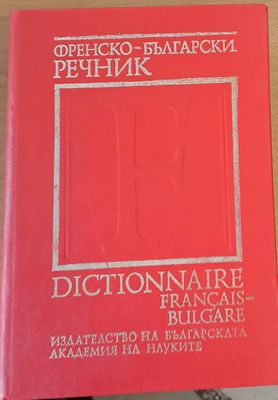 ФРЕНСКО-БЪЛГАРСКИ
РЕЧНИК
F
DICTIONNAIRE
FRANÇAIS-
BULGARE
ИЗДАТЕЛСТВО НА БЪЛГАРСКАТА
АКАДЕМИЯ НА НАУКИТЕ